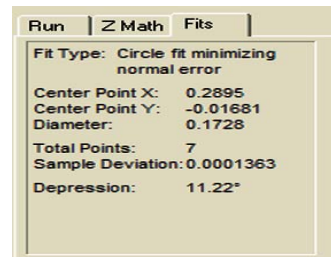 Run Z Math Fits
Fit Type: Circle fit minimizing
normal error
Center Point X: 0.2895
Center Point Y: -0.01681
Diameter: 0.1728
Total Points: 7
Sample Deviation: 0.0001363
Depression: 11.22°